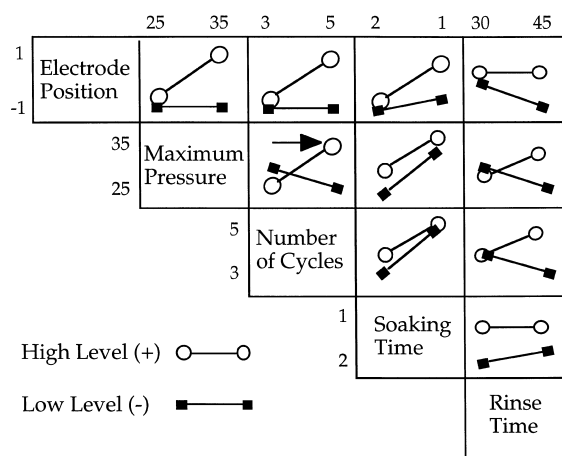 25 35 3 5 2 1 30 45
1
Electrode
Position
-1
35
Maximum
Pressure
25
5
Number
of Cycles
3
1
Soaking
Time
2
High Level (+)
Low Level (-)
Rinse
Time